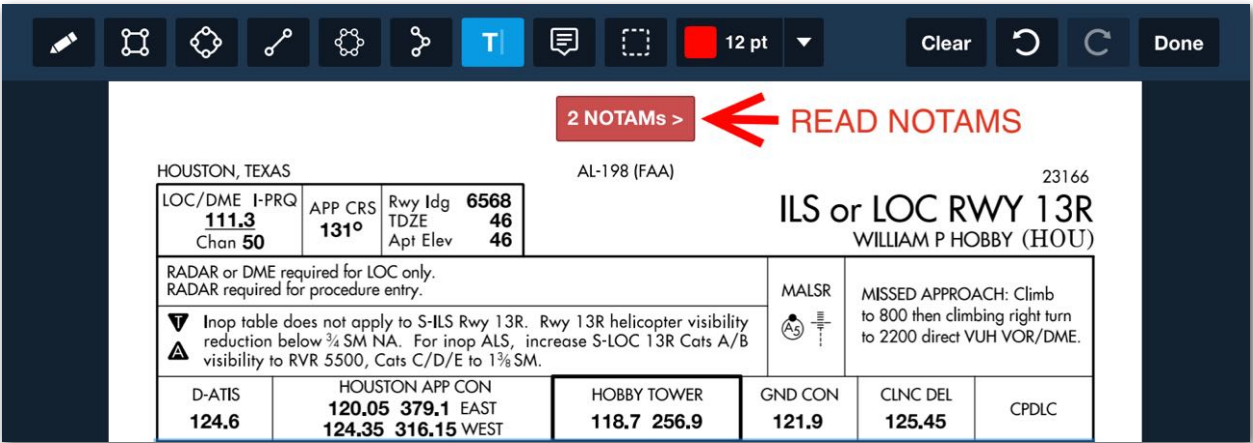 T 12 pt Clear Done
2 NOTAMs > READ NOTAMS
HOUSTON, TEXAS AL-198 (FAA) 23166
LOC/DME I-PRQ
111.3
Chan 50
APP CRS
131°
Rwy ldg 6568
TDZE 46
Apt Elev 46
ILS or LOC RWY 13R
WILLIAM P HOBBY (HOU)
RADAR or DME required for LOC only.
RADAR required for procedure entry.
T Inop table does not apply to S-ILS Rwy 13R. Rwy 13R helicopter visibility
A reduction below ¾ SM NA. For inop ALS, increase S-LOC 13R Cats A/B
visibility to RVR 5500, Cats C/D/E to 1⅜ SM.
MALSR
A5
MISSED APPROACH: Climb
to 800 then climbing right turn
to 2200 direct VUH VOR/DME.
D-ATIS
124.6
HOUSTON APP CON
120.05 379.1 EAST
124.35 316.15 WEST
HOBBY TOWER
118.7 256.9
GND CON
121.9
CLNC DEL
125.45
CPDLC